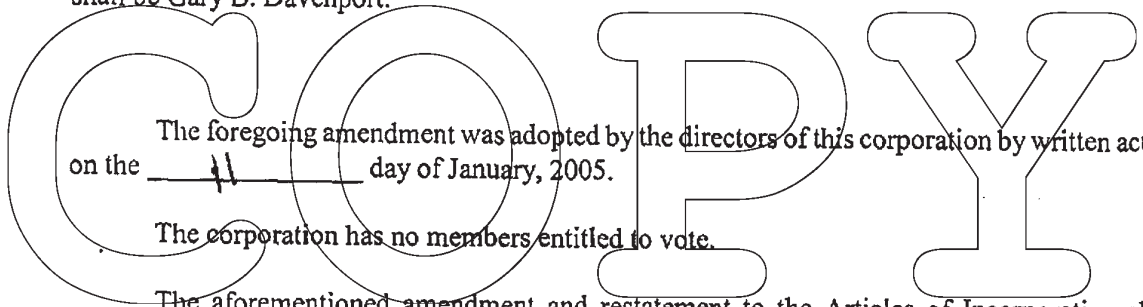 shall be Gary B. Davenport.
COPY
The foregoing amendment was adopted by the directors of this corporation by written
on the 11 day of January, 2005.
The corporation has no members entitled to vote.
The aforementioned amendment and restatement to the Articles of